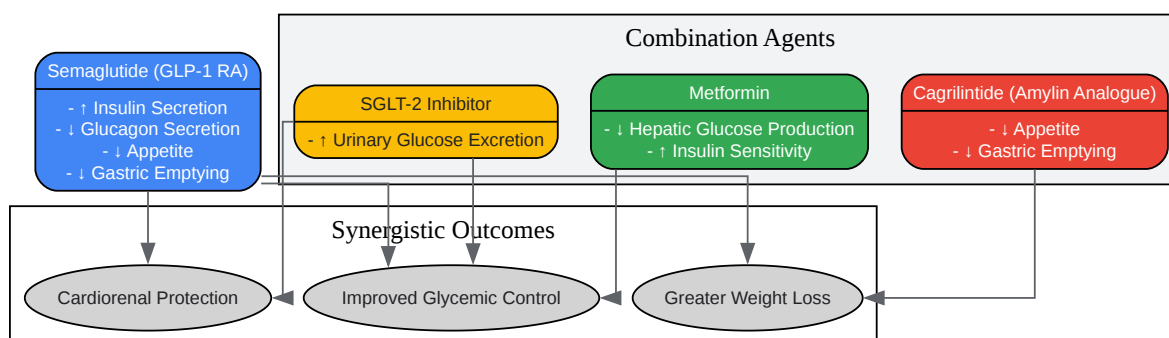 Combination Agents
Semaglutide (GLP-1 RA)
- ↑ Insulin Secretion
- ↓ Glucagon Secretion
- ↓ Appetite
- ↓ Gastric Emptying
SGLT-2 Inhibitor
- ↑ Urinary Glucose Excretion
Metformin
- ↓ Hepatic Glucose Production
- ↑ Insulin Sensitivity
Cagrilintide (Amylin Analogue)
- ↓ Appetite
- ↓ Gastric Emptying
Synergistic Outcomes
Cardiorenal Protection
Improved Glycemic Control
Greater Weight Loss